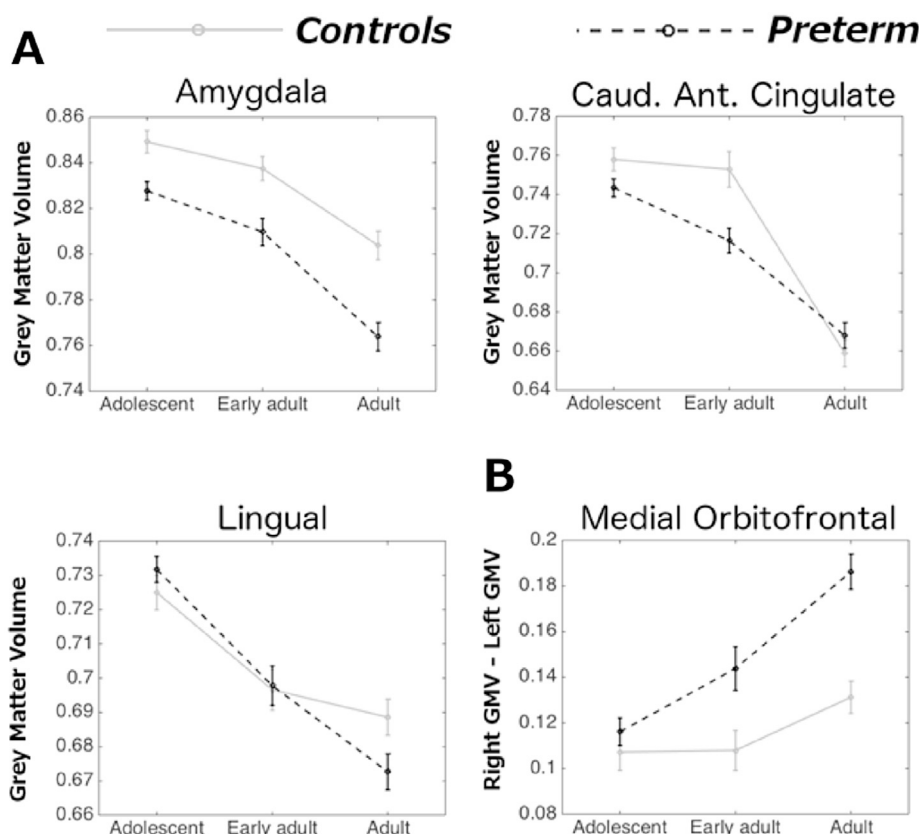 Controls
Preterm
A
Amygdala
Grey Matter Volume
0.86
0.84
0.82
0.8
0.78
0.76
0.74
Adolescent Early adult Adult
Caud. Ant. Cingulate
Grey Matter Volume
0.78
0.76
0.74
0.72
0.7
0.68
0.66
0.64
Adolescent Early adult Adult
Lingual
Grey Matter Volume
0.74
0.73
0.72
0.71
0.7
0.69
0.68
0.67
0.66
Adolescent Early adult Adult
B
Medial Orbitofrontal
Right GMV - Left GMV
0.2
0.18
0.16
0.14
0.12
0.1
0.08
Adolescent Early adult Adult